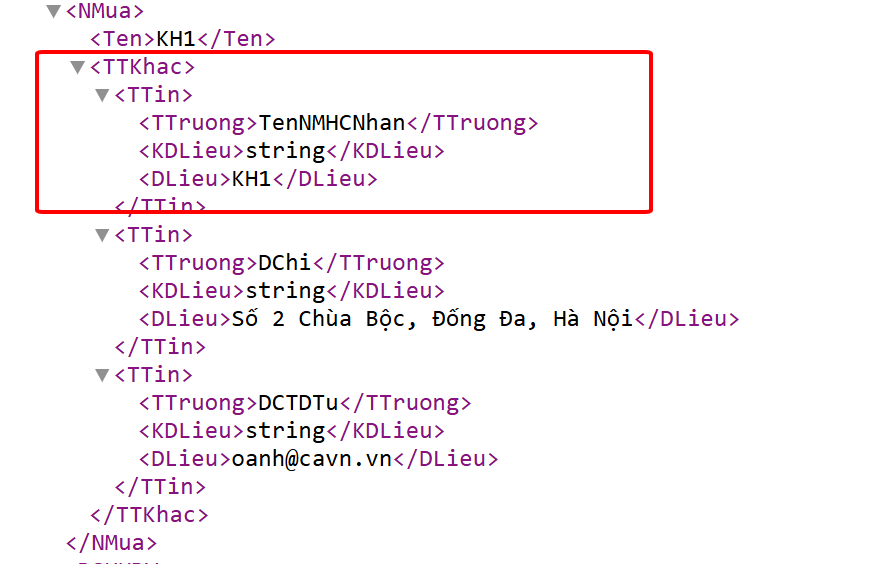 <NMua>
<Ten>KH1</Ten>
<TTKhac>
<TTin>
<TTruong>TenNMHCNhan</TTruong>
<KDLieu>string</KDLieu>
<DLieu>KH1</DLieu>
</TTin>
<TTin>
<TTruong>DChi</TTruong>
<KDLieu>string</KDLieu>
<DLieu>Số 2 Chùa Bộc, Đống Đa, Hà Nội</DLieu>
</TTin>
<TTin>
<TTruong>DCTDTu</TTruong>
<KDLieu>string</KDLieu>
<DLieu>oanh@cavn.vn</DLieu>
</TTin>
</TTKhac>
</NMua>